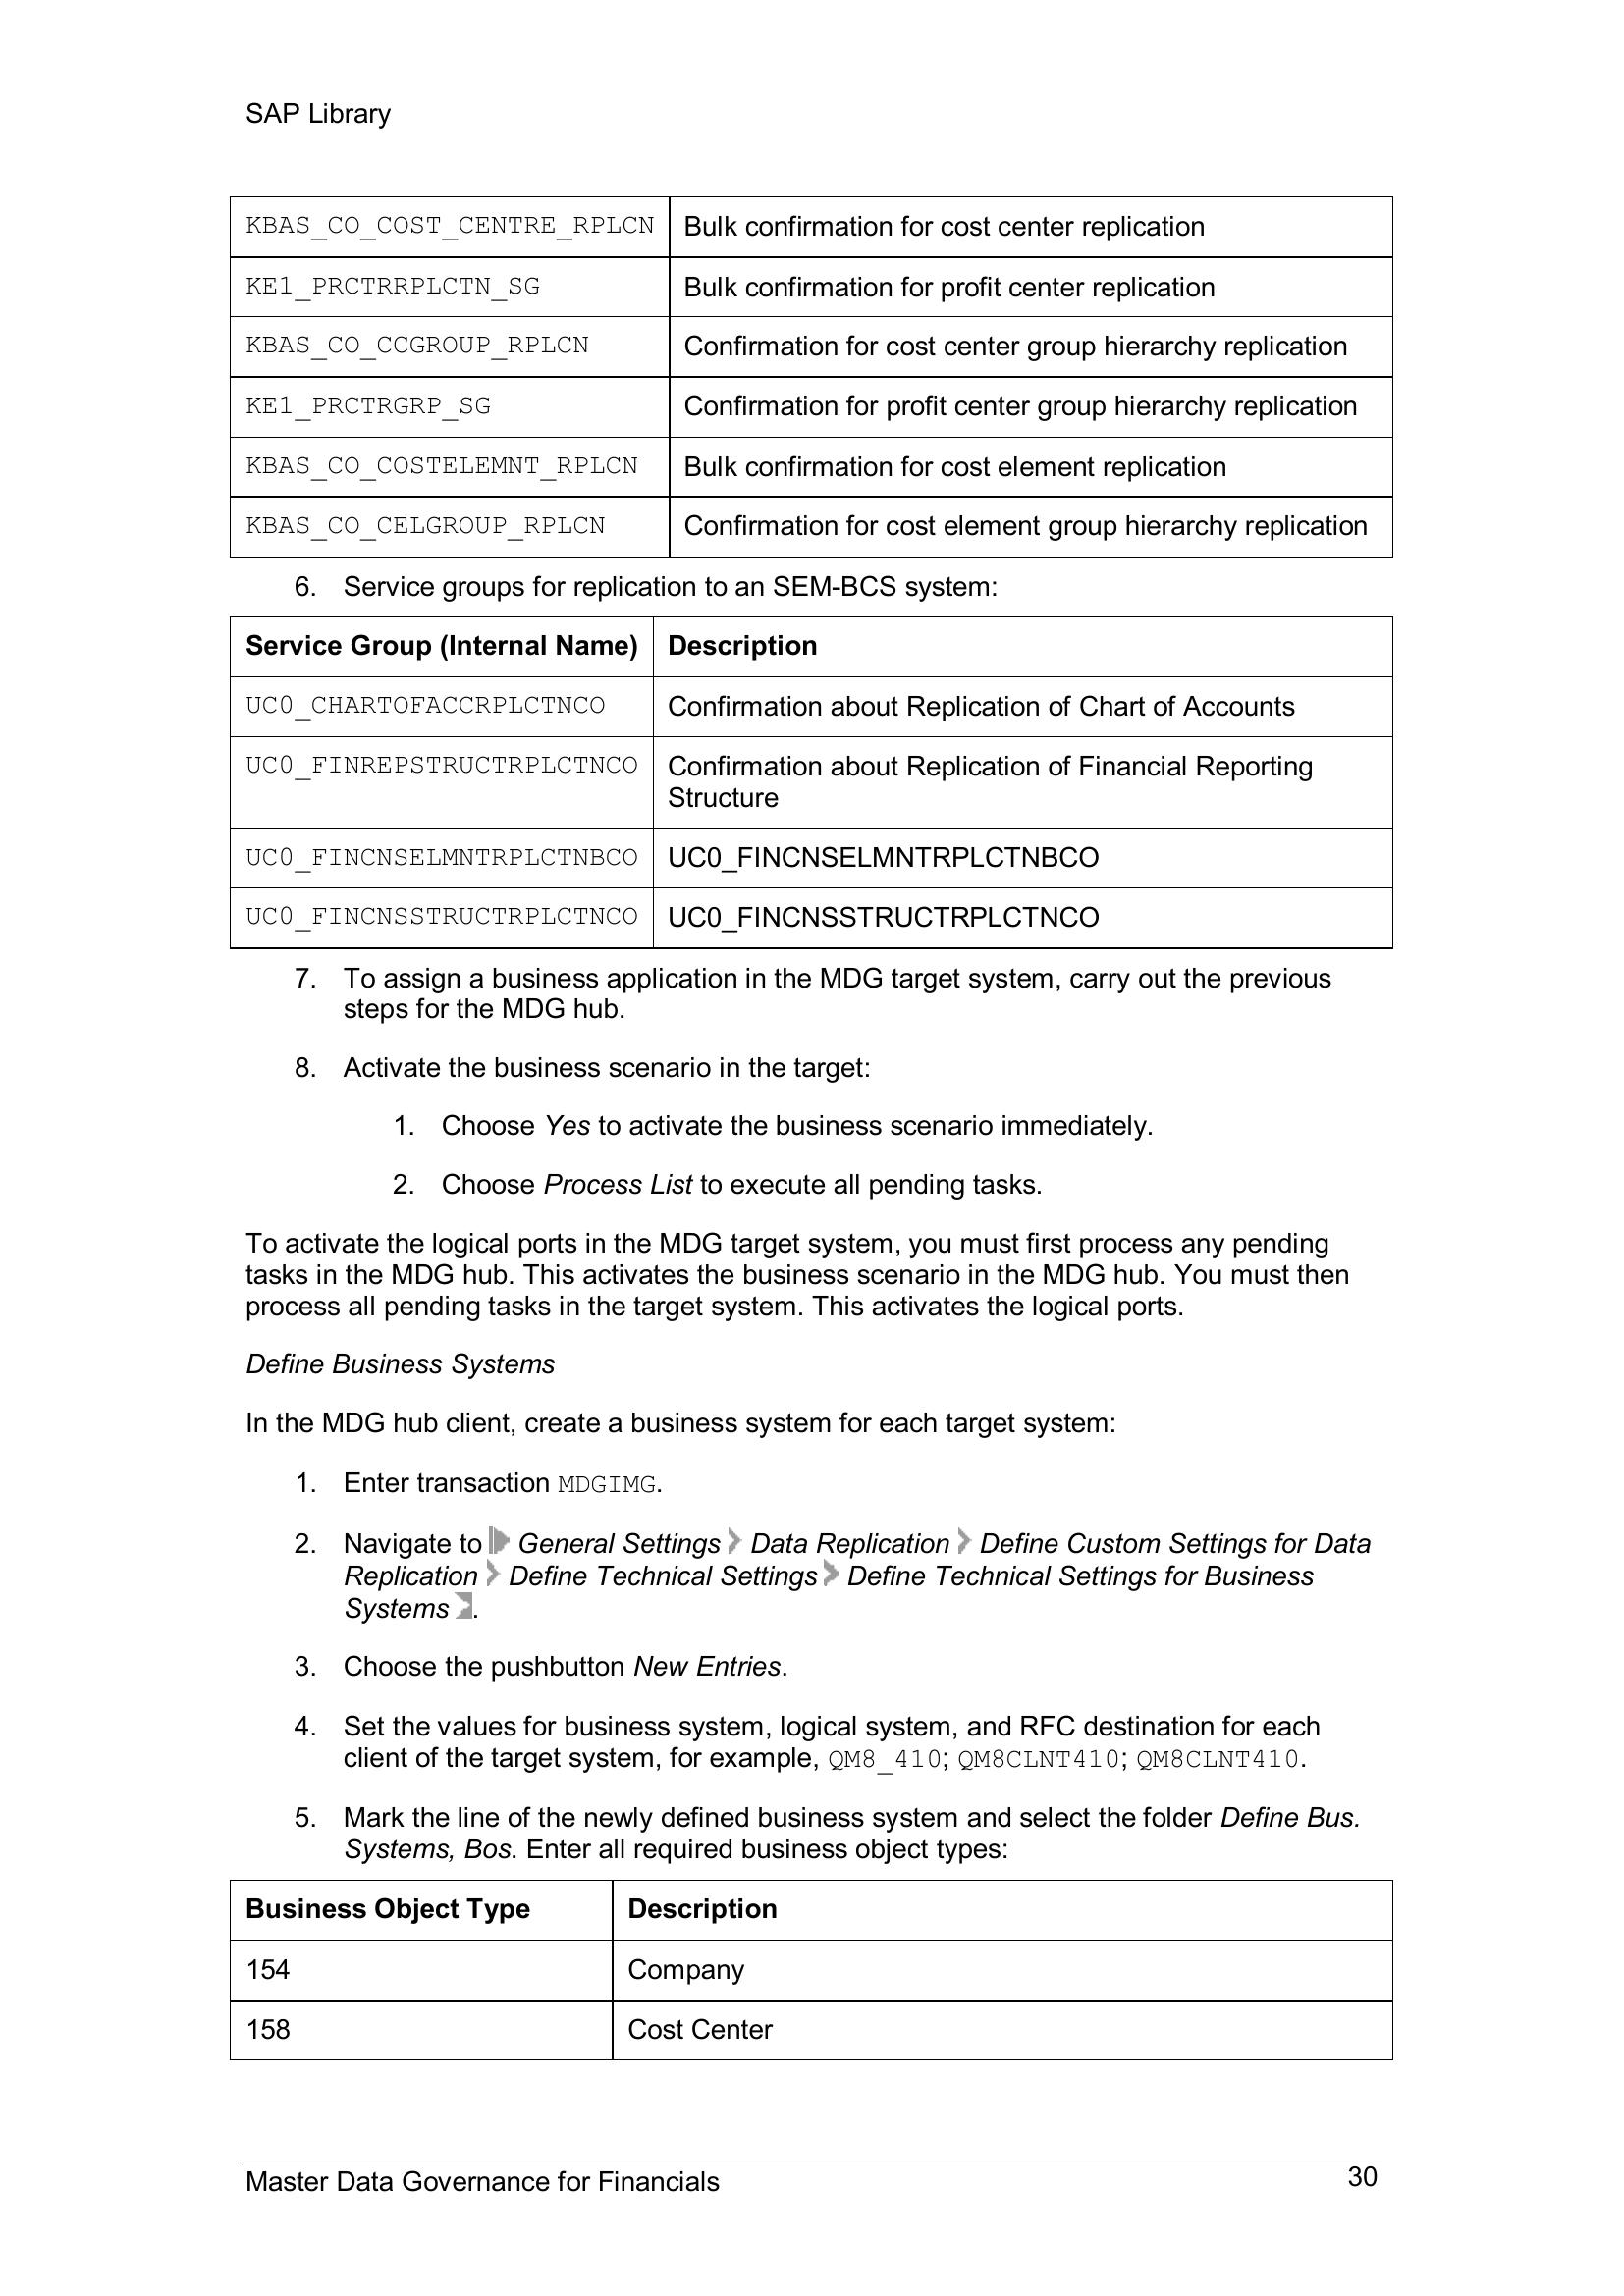 SAP Library
KBAS_CO_COST_CENTRE_RPLCN Bulk confirmation for cost center replication
KE1_PRCTRRPLCTN_SG Bulk confirmation for profit center replication
KBAS_CO_CCGROUP_RPLCN Confirmation for cost center group hierarchy replication
KE1_PRCTRGRP_SG Confirmation for profit center group hierarchy replication
KBAS_CO_COSTELEMNT_RPLCN Bulk confirmation for cost element replication
KBAS_CO_CELGROUP_RPLCN Confirmation for cost element group hierarchy replication
6. Service groups for replication to an SEM-BCS system:
Service Group (Internal Name) Description
UC0_CHARTOFACCRPLCTNCO Confirmation about Replication of Chart of Accounts
UC0_FINREPSTRUCTRPLCTNCO Confirmation about Replication of Financial Reporting
Structure
UC0_FINCNSELMNTRPLCTNBCO UC0_FINCNSELMNTRPLCTNBCO
UC0_FINCNSSTRUCTRPLCTNCO UC0_FINCNSSTRUCTRPLCTNCO
7. To assign a business application in the MDG target system, carry out the previous
steps for the MDG hub.
8. Activate the business scenario in the target:
1. Choose Yes to activate the business scenario immediately.
2. Choose Process List to execute all pending tasks.
To activate the logical ports in the MDG target system, you must first process any pending
tasks in the MDG hub. This activates the business scenario in the MDG hub. You must then
process all pending tasks in the target system. This activates the logical ports.
Define Business Systems
In the MDG hub client, create a business system for each target system:
1. Enter transaction MDGIMG.
2. Navigate to General Settings Data Replication Define Custom Settings for Data
Replication Define Technical Settings Define Technical Settings for Business
Systems .
3. Choose the pushbutton New Entries.
4. Set the values for business system, logical system, and RFC destination for each
client of the target system, for example, QM8_410; QM8CLNT410; QM8CLNT410.
5. Mark the line of the newly defined business system and select the folder Define Bus.
Systems, Bos. Enter all required business object types:
Business Object Type Description
154 Company
158 Cost Center
Master Data Governance for Financials 30